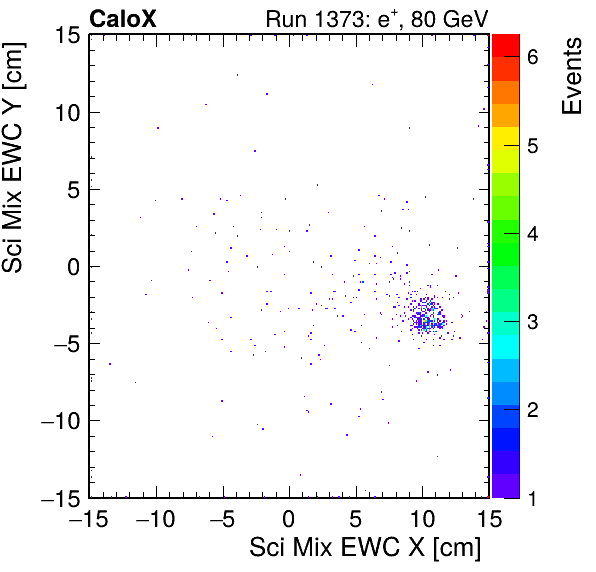 CaloX Run 1373: e⁺, 80 GeV
Sci Mix EWC Y [cm]
15
10
5
0
−5
−10
−15
−15 −10 −5 0 5 10 15
Sci Mix EWC X [cm]
Events
6
5
4
3
2
1